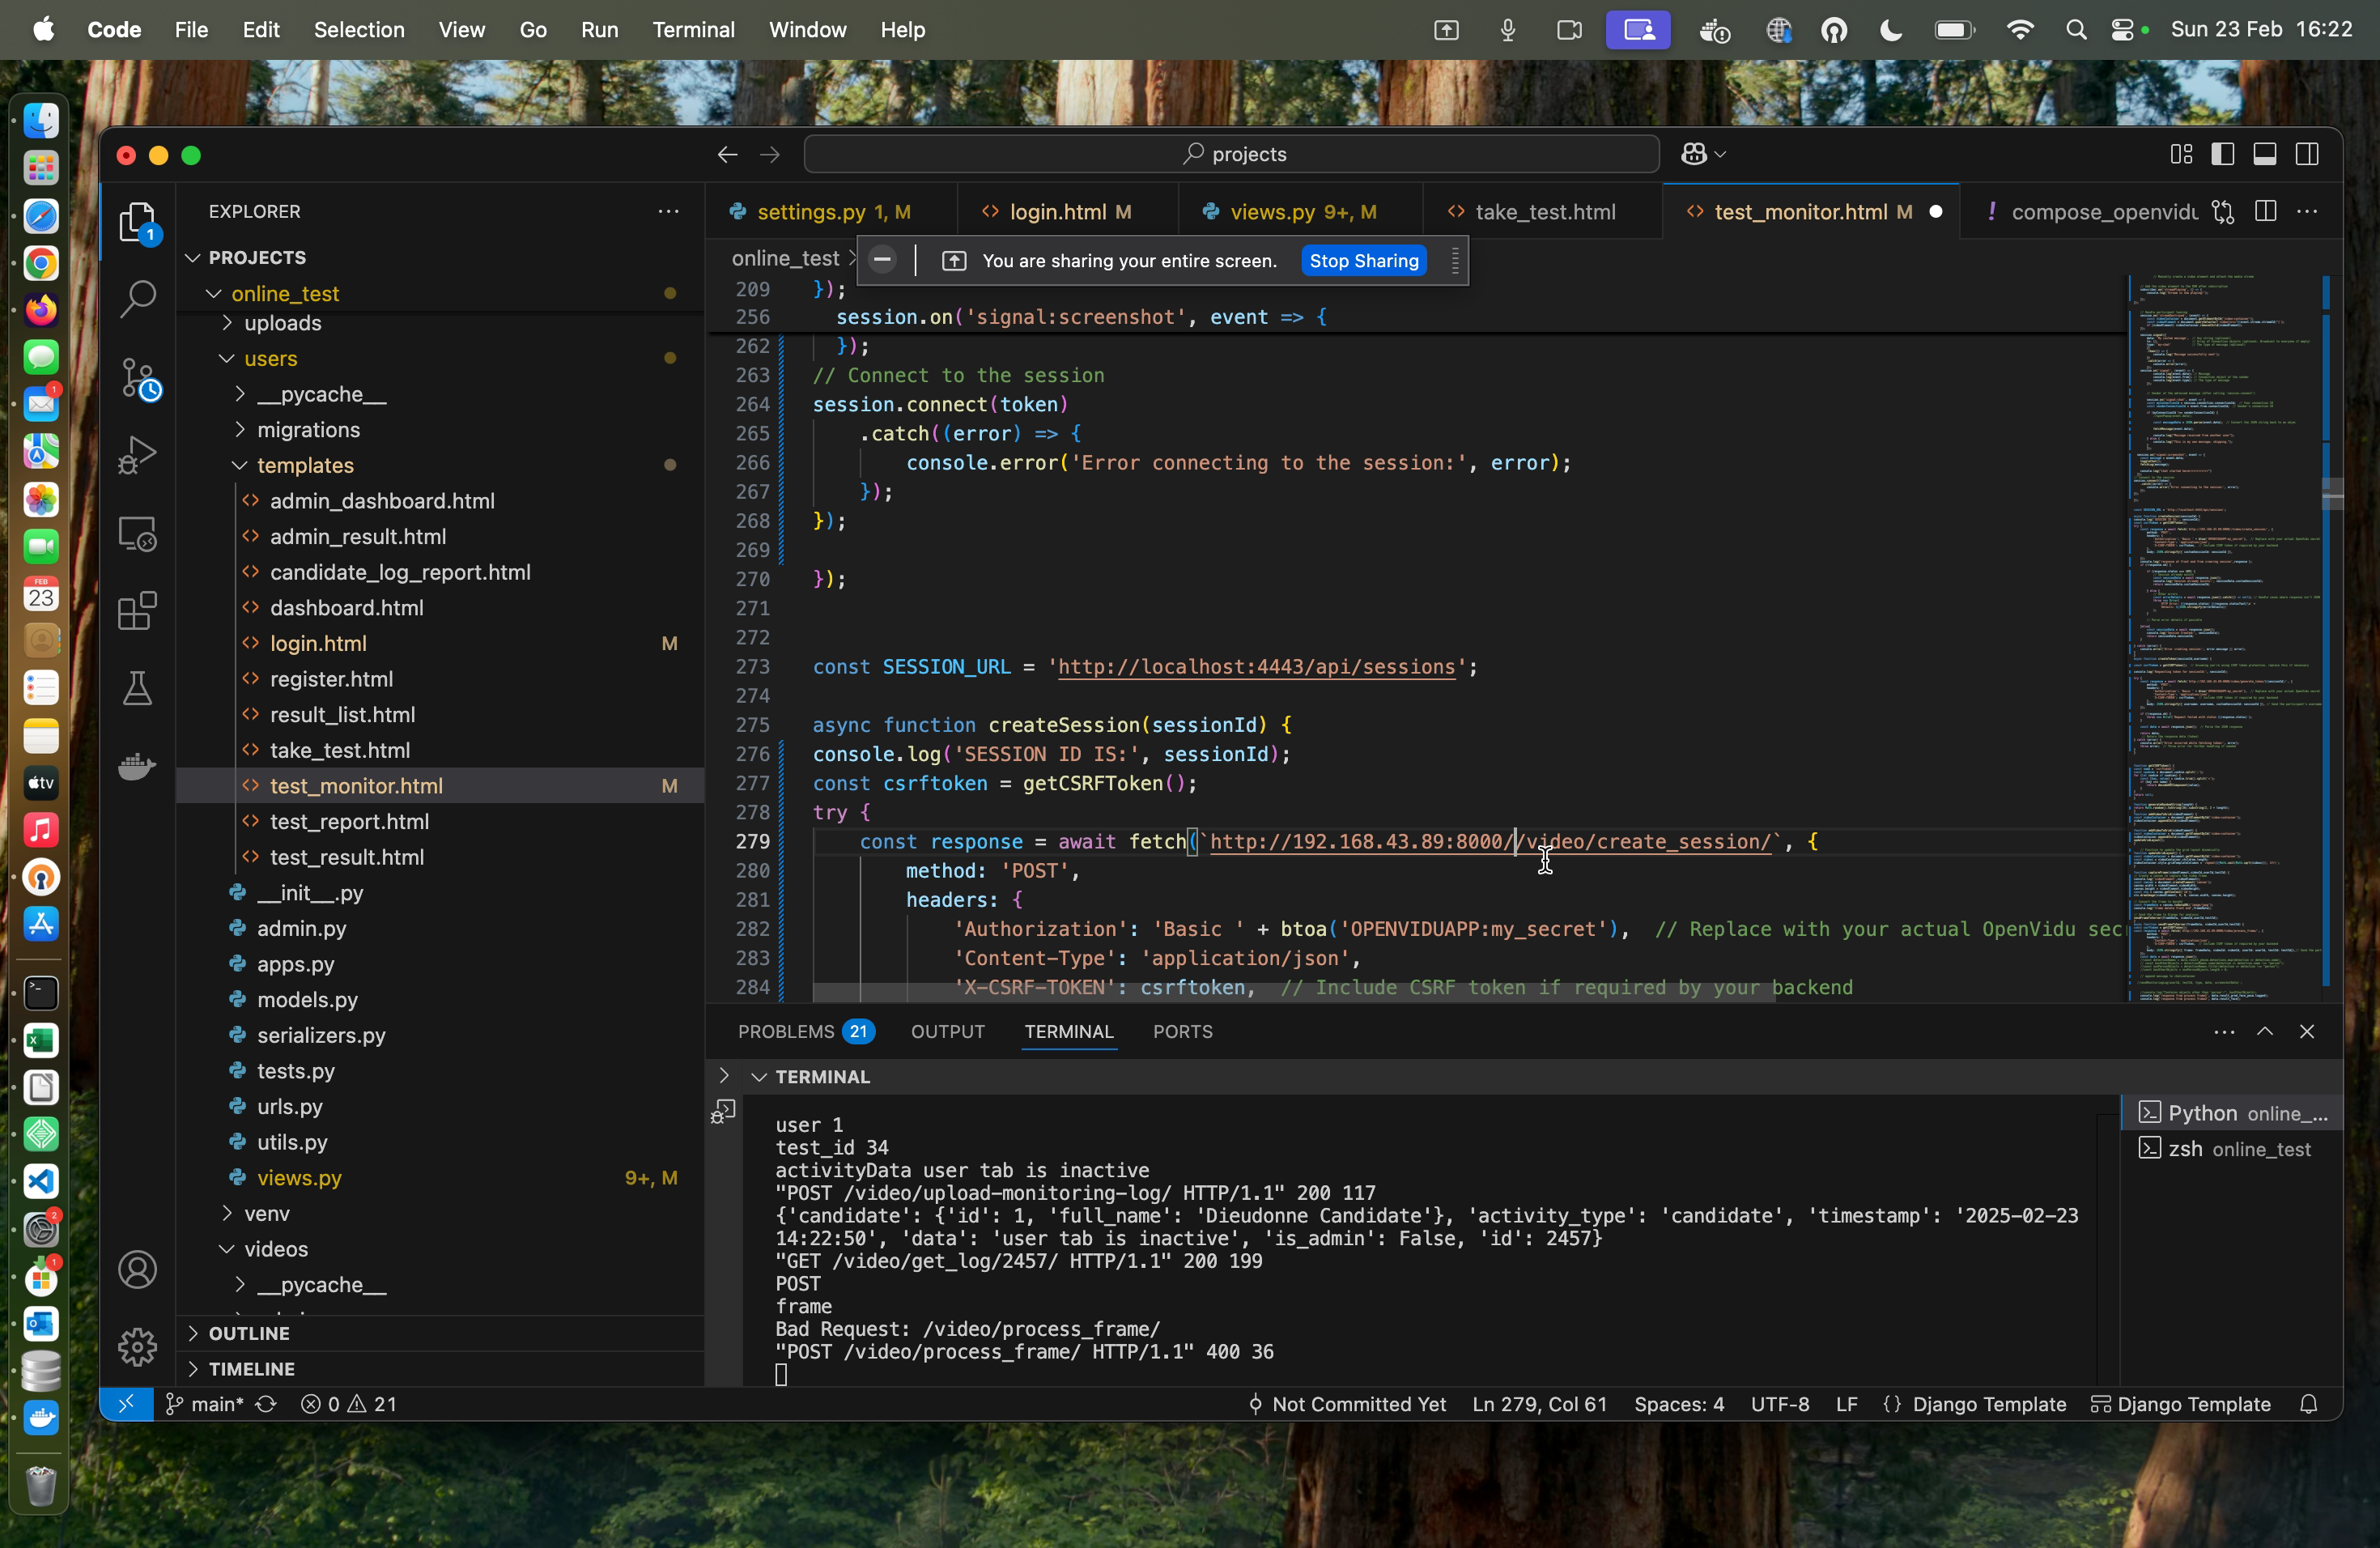 Code File Edit Selection View Go Run Terminal Window Help Sun 23 Feb 16:22
projects
EXPLORER
PROJECTS
online_test
uploads
users
__pycache__
migrations
templates
admin_dashboard.html
admin_result.html
candidate_log_report.html
dashboard.html
login.html M
register.html
result_list.html
take_test.html
test_monitor.html M
test_report.html
test_result.html
__init__.py
admin.py
apps.py
models.py
serializers.py
tests.py
urls.py
utils.py
views.py 9+, M
venv
videos
__pycache__
OUTLINE
TIMELINE
settings.py 1, M login.html M views.py 9+, M take_test.html test_monitor.html M compose_openvidu
online_test
You are sharing your entire screen. Stop Sharing
209 });
256 session.on('signal:screenshot', event => {
262 });
263 // Connect to the session
264 session.connect(token)
265 .catch((error) => {
266 console.error('Error connecting to the session:', error);
267 });
268 });
269
270 });
271
272
273 const SESSION_URL = 'http://localhost:4443/api/sessions';
274
275 async function createSession(sessionId) {
276 console.log('SESSION ID IS:', sessionId);
277 const csrftoken = getCSRFToken();
278 try {
279 const response = await fetch(`http://192.168.43.89:8000//video/create_session/`, {
280 method: 'POST',
281 headers: {
282 'Authorization': 'Basic ' + btoa('OPENVIDUAPP:my_secret'), // Replace with your actual OpenVidu sec
283 'Content-Type': 'application/json',
284 'X-CSRF-TOKEN': csrftoken, // Include CSRF token if required by your backend
PROBLEMS 21 OUTPUT TERMINAL PORTS
TERMINAL
user 1
test_id 34
activityData user tab is inactive
"POST /video/upload-monitoring-log/ HTTP/1.1" 200 117
{'candidate': {'id': 1, 'full_name': 'Dieudonne Candidate'}, 'activity_type': 'candidate', 'timestamp': '2025-02-23
14:22:50', 'data': 'user tab is inactive', 'is_admin': False, 'id': 2457}
"GET /video/get_log/2457/ HTTP/1.1" 200 199
POST
frame
Bad Request: /video/process_frame/
"POST /video/process_frame/ HTTP/1.1" 400 36
Python online_...
zsh online_test
main* 0 21 Not Committed Yet Ln 279, Col 61 Spaces: 4 UTF-8 LF {} Django Template Django Template